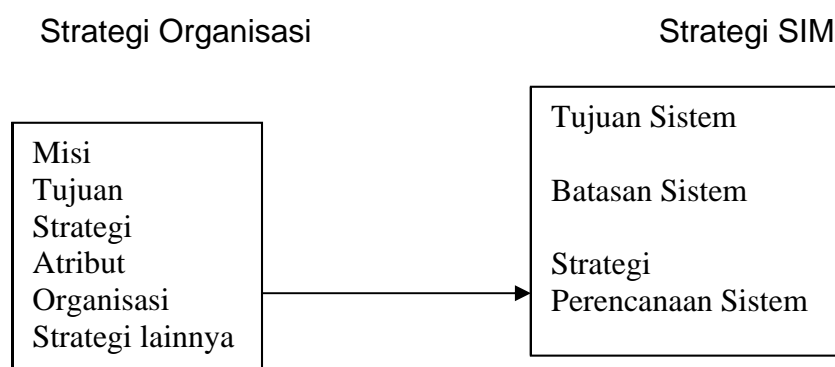 Strategi Organisasi
Strategi SIM
Misi
Tujuan
Strategi
Atribut
Organisasi
Strategi lainnya
Tujuan Sistem
Batasan Sistem
Strategi
Perencanaan Sistem